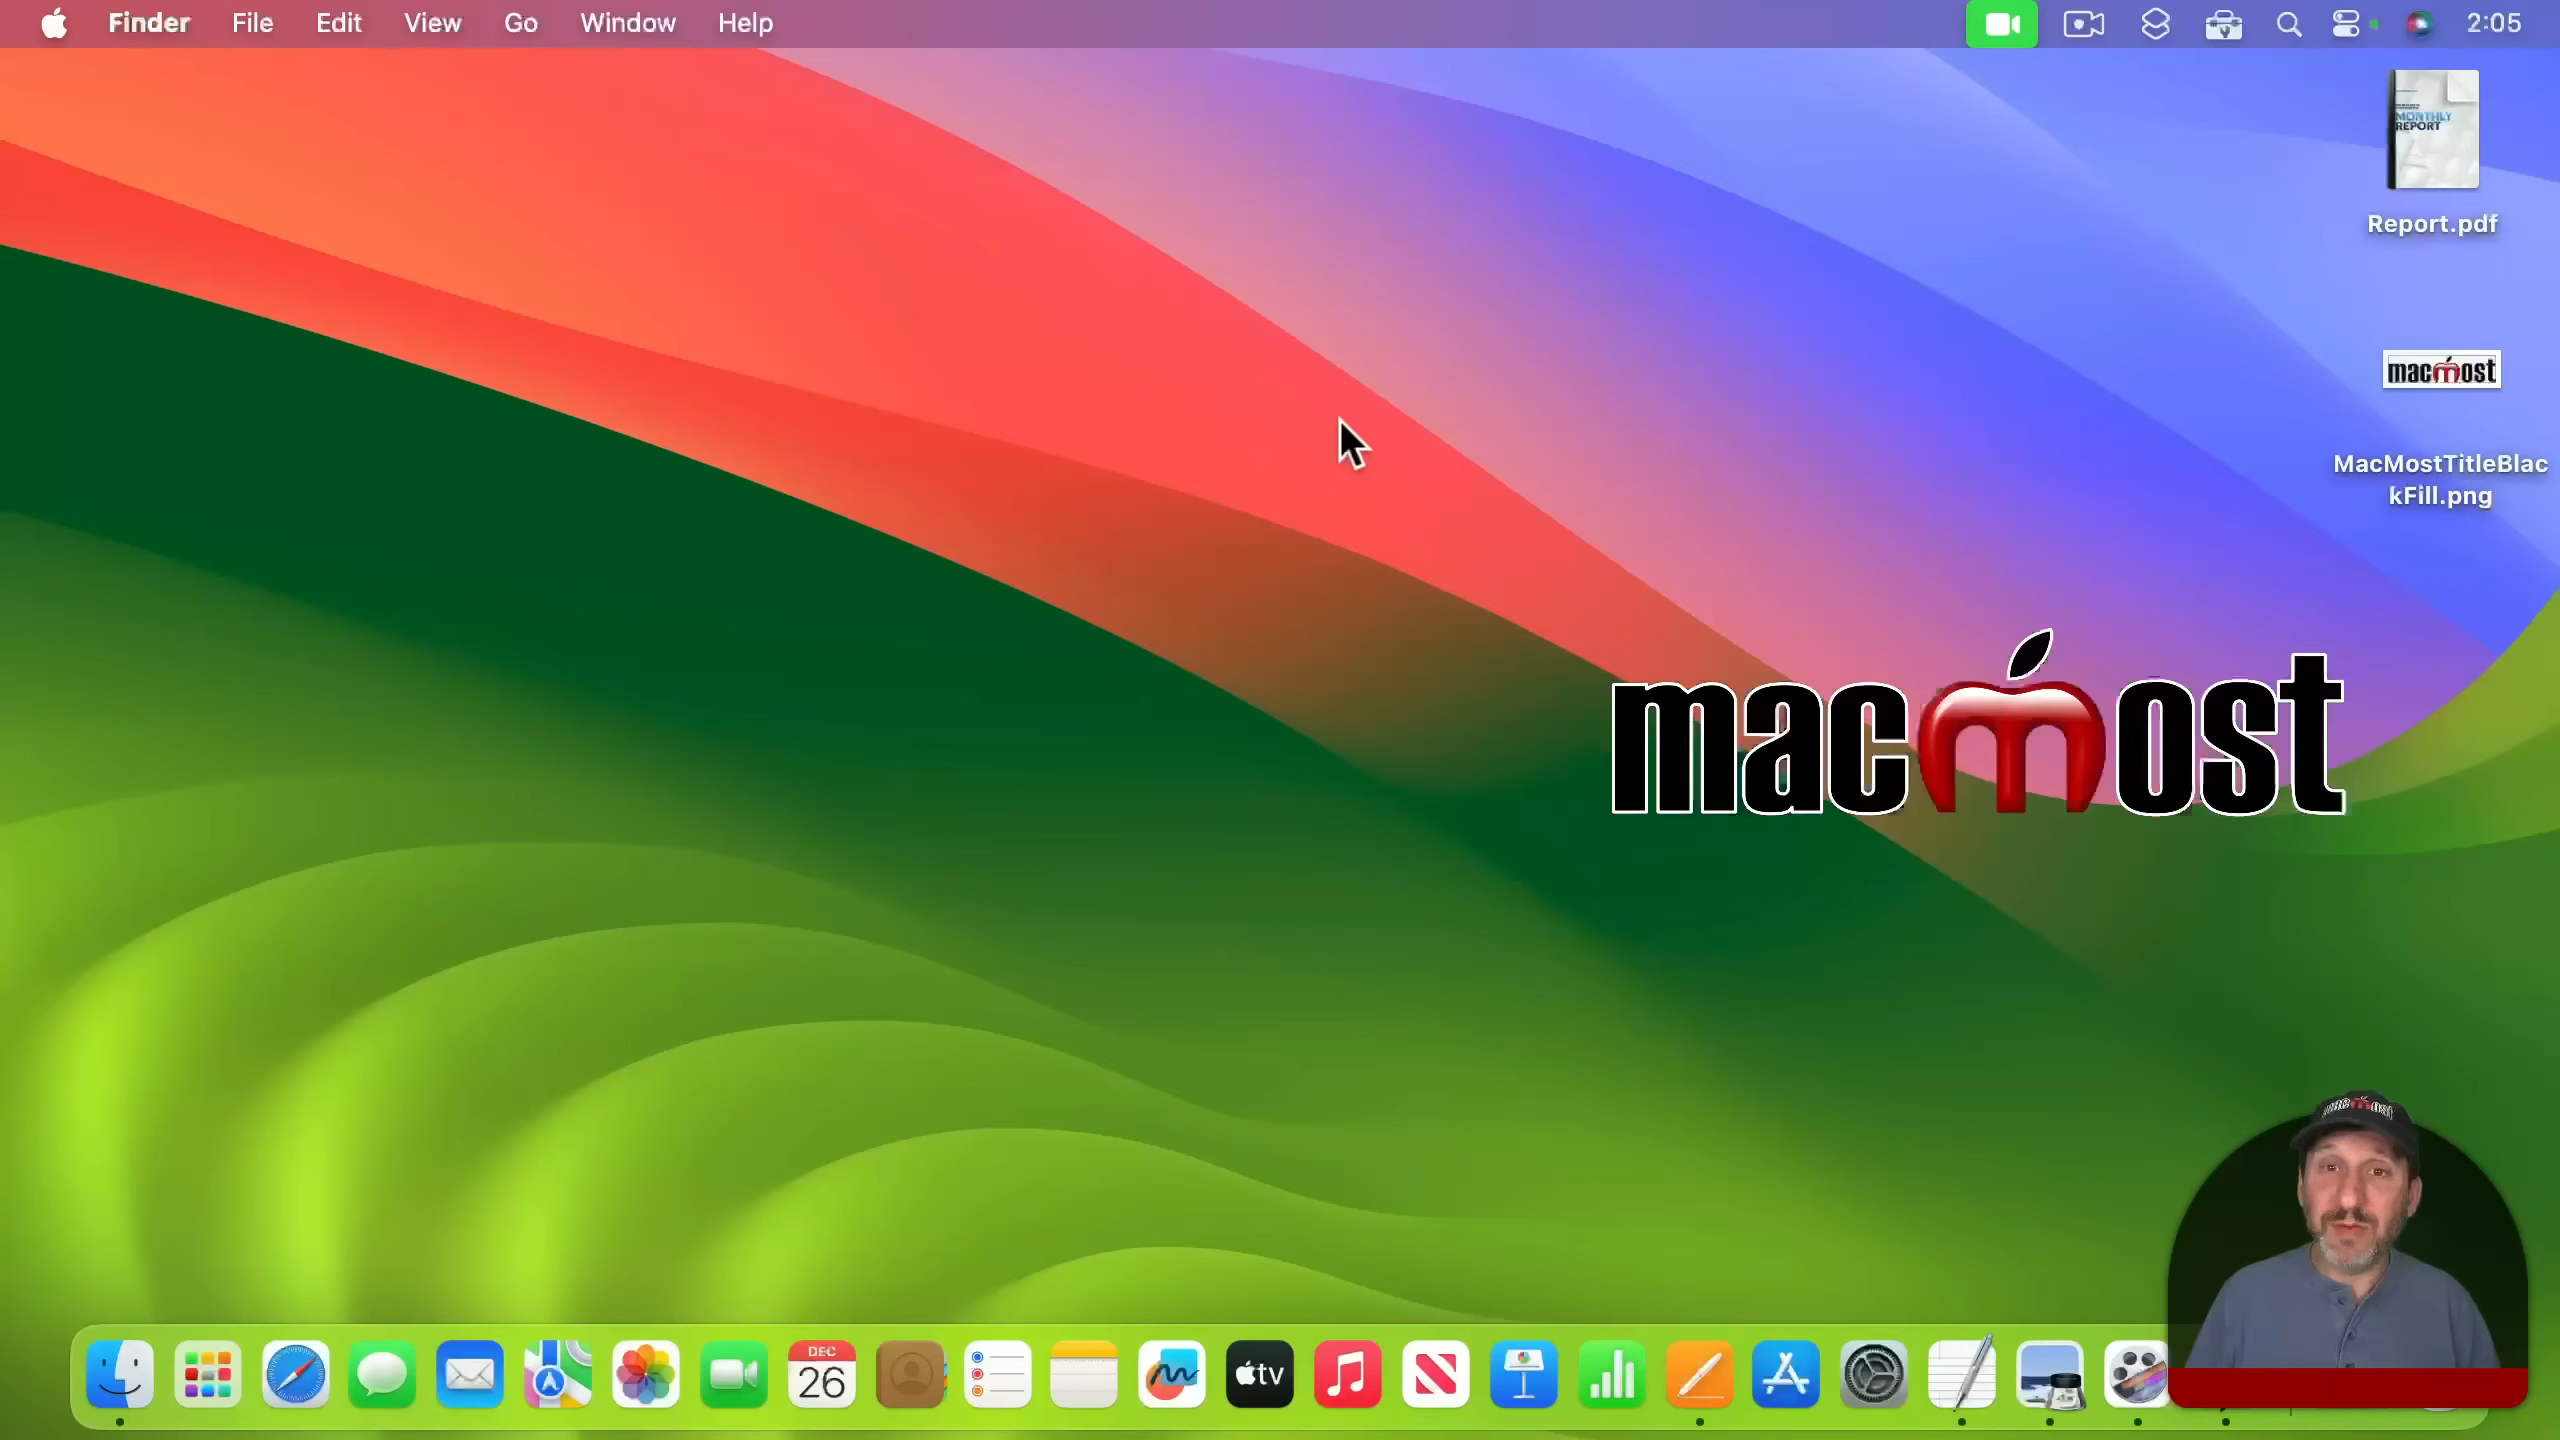 Finder File Edit View Go Window Help 2:05
MONTHLY
REPORT
Report.pdf
macmost
MacMostTitleBlac
kFill.png
macmost
macmost
DEC
26
tv